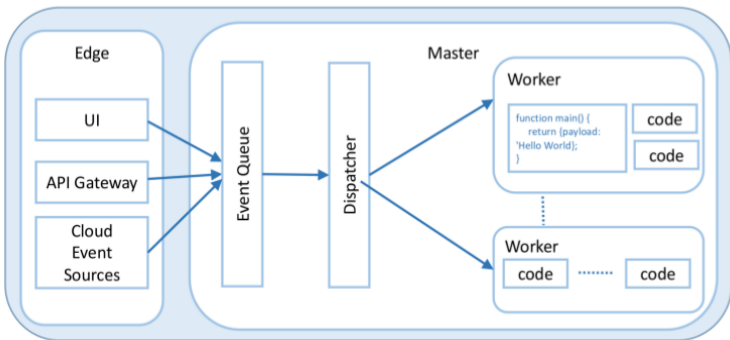 Edge
UI
API Gateway
Cloud
Event
Sources
Master
Event Queue
Dispatcher
Worker
function main() {
return {payload:
'Hello World};
}
code
code
Worker
code
code